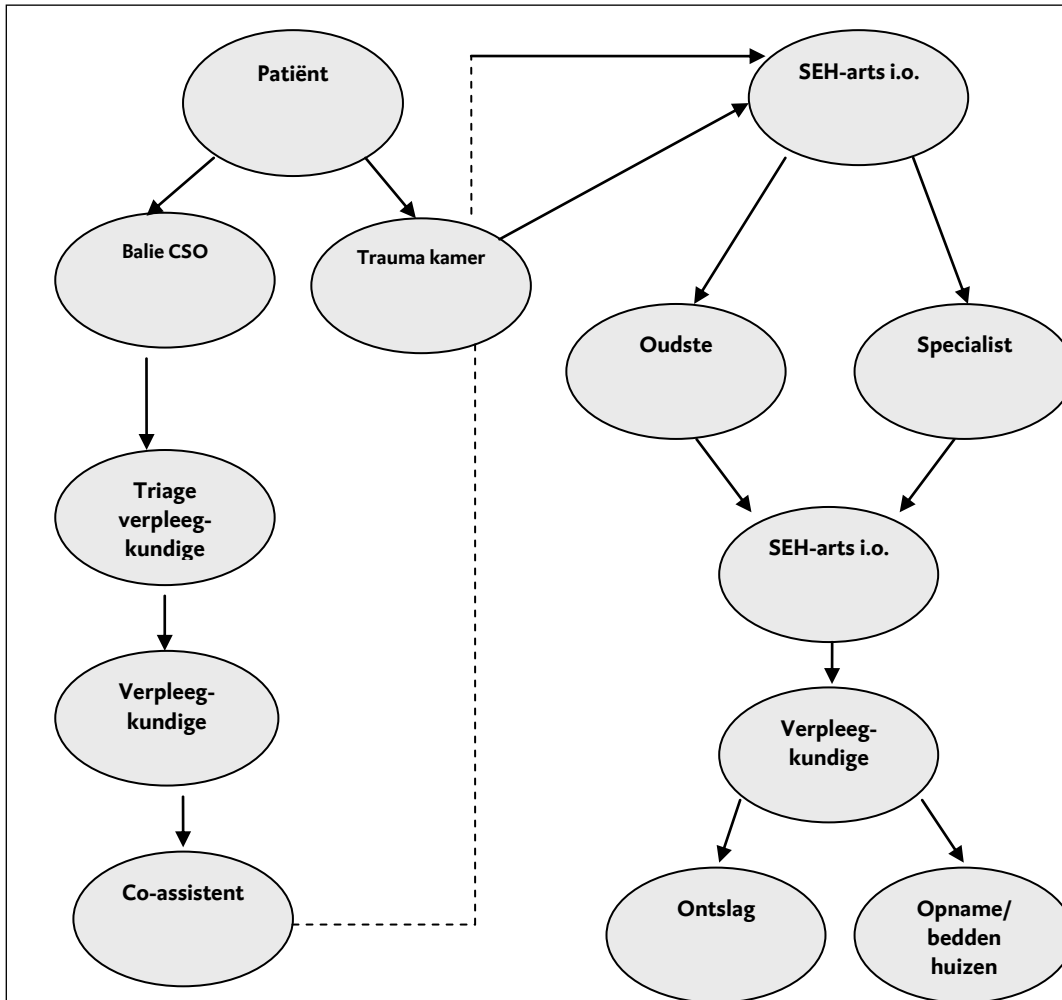 Patiënt
SEH-arts i.o.
Balie CSO
Trauma kamer
Oudste
Specialist
Triage
verpleeg-
kundige
SEH-arts i.o.
Verpleeg-
kundige
Verpleeg-
kundige
Co-assistent
Ontslag
Opname/
bedden
huizen